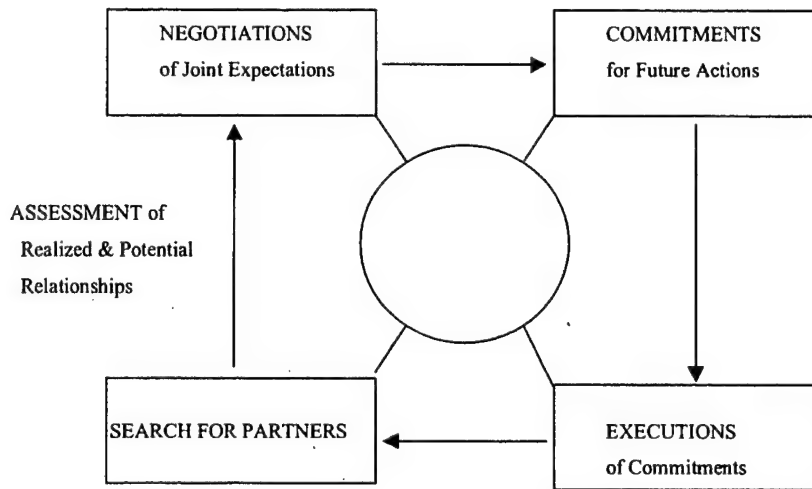 NEGOTIATIONS
of Joint Expectations
COMMITMENTS
for Future Actions
ASSESSMENT of
Realized & Potential
Relationships
SEARCH FOR PARTNERS
EXECUTIONS
of Commitments